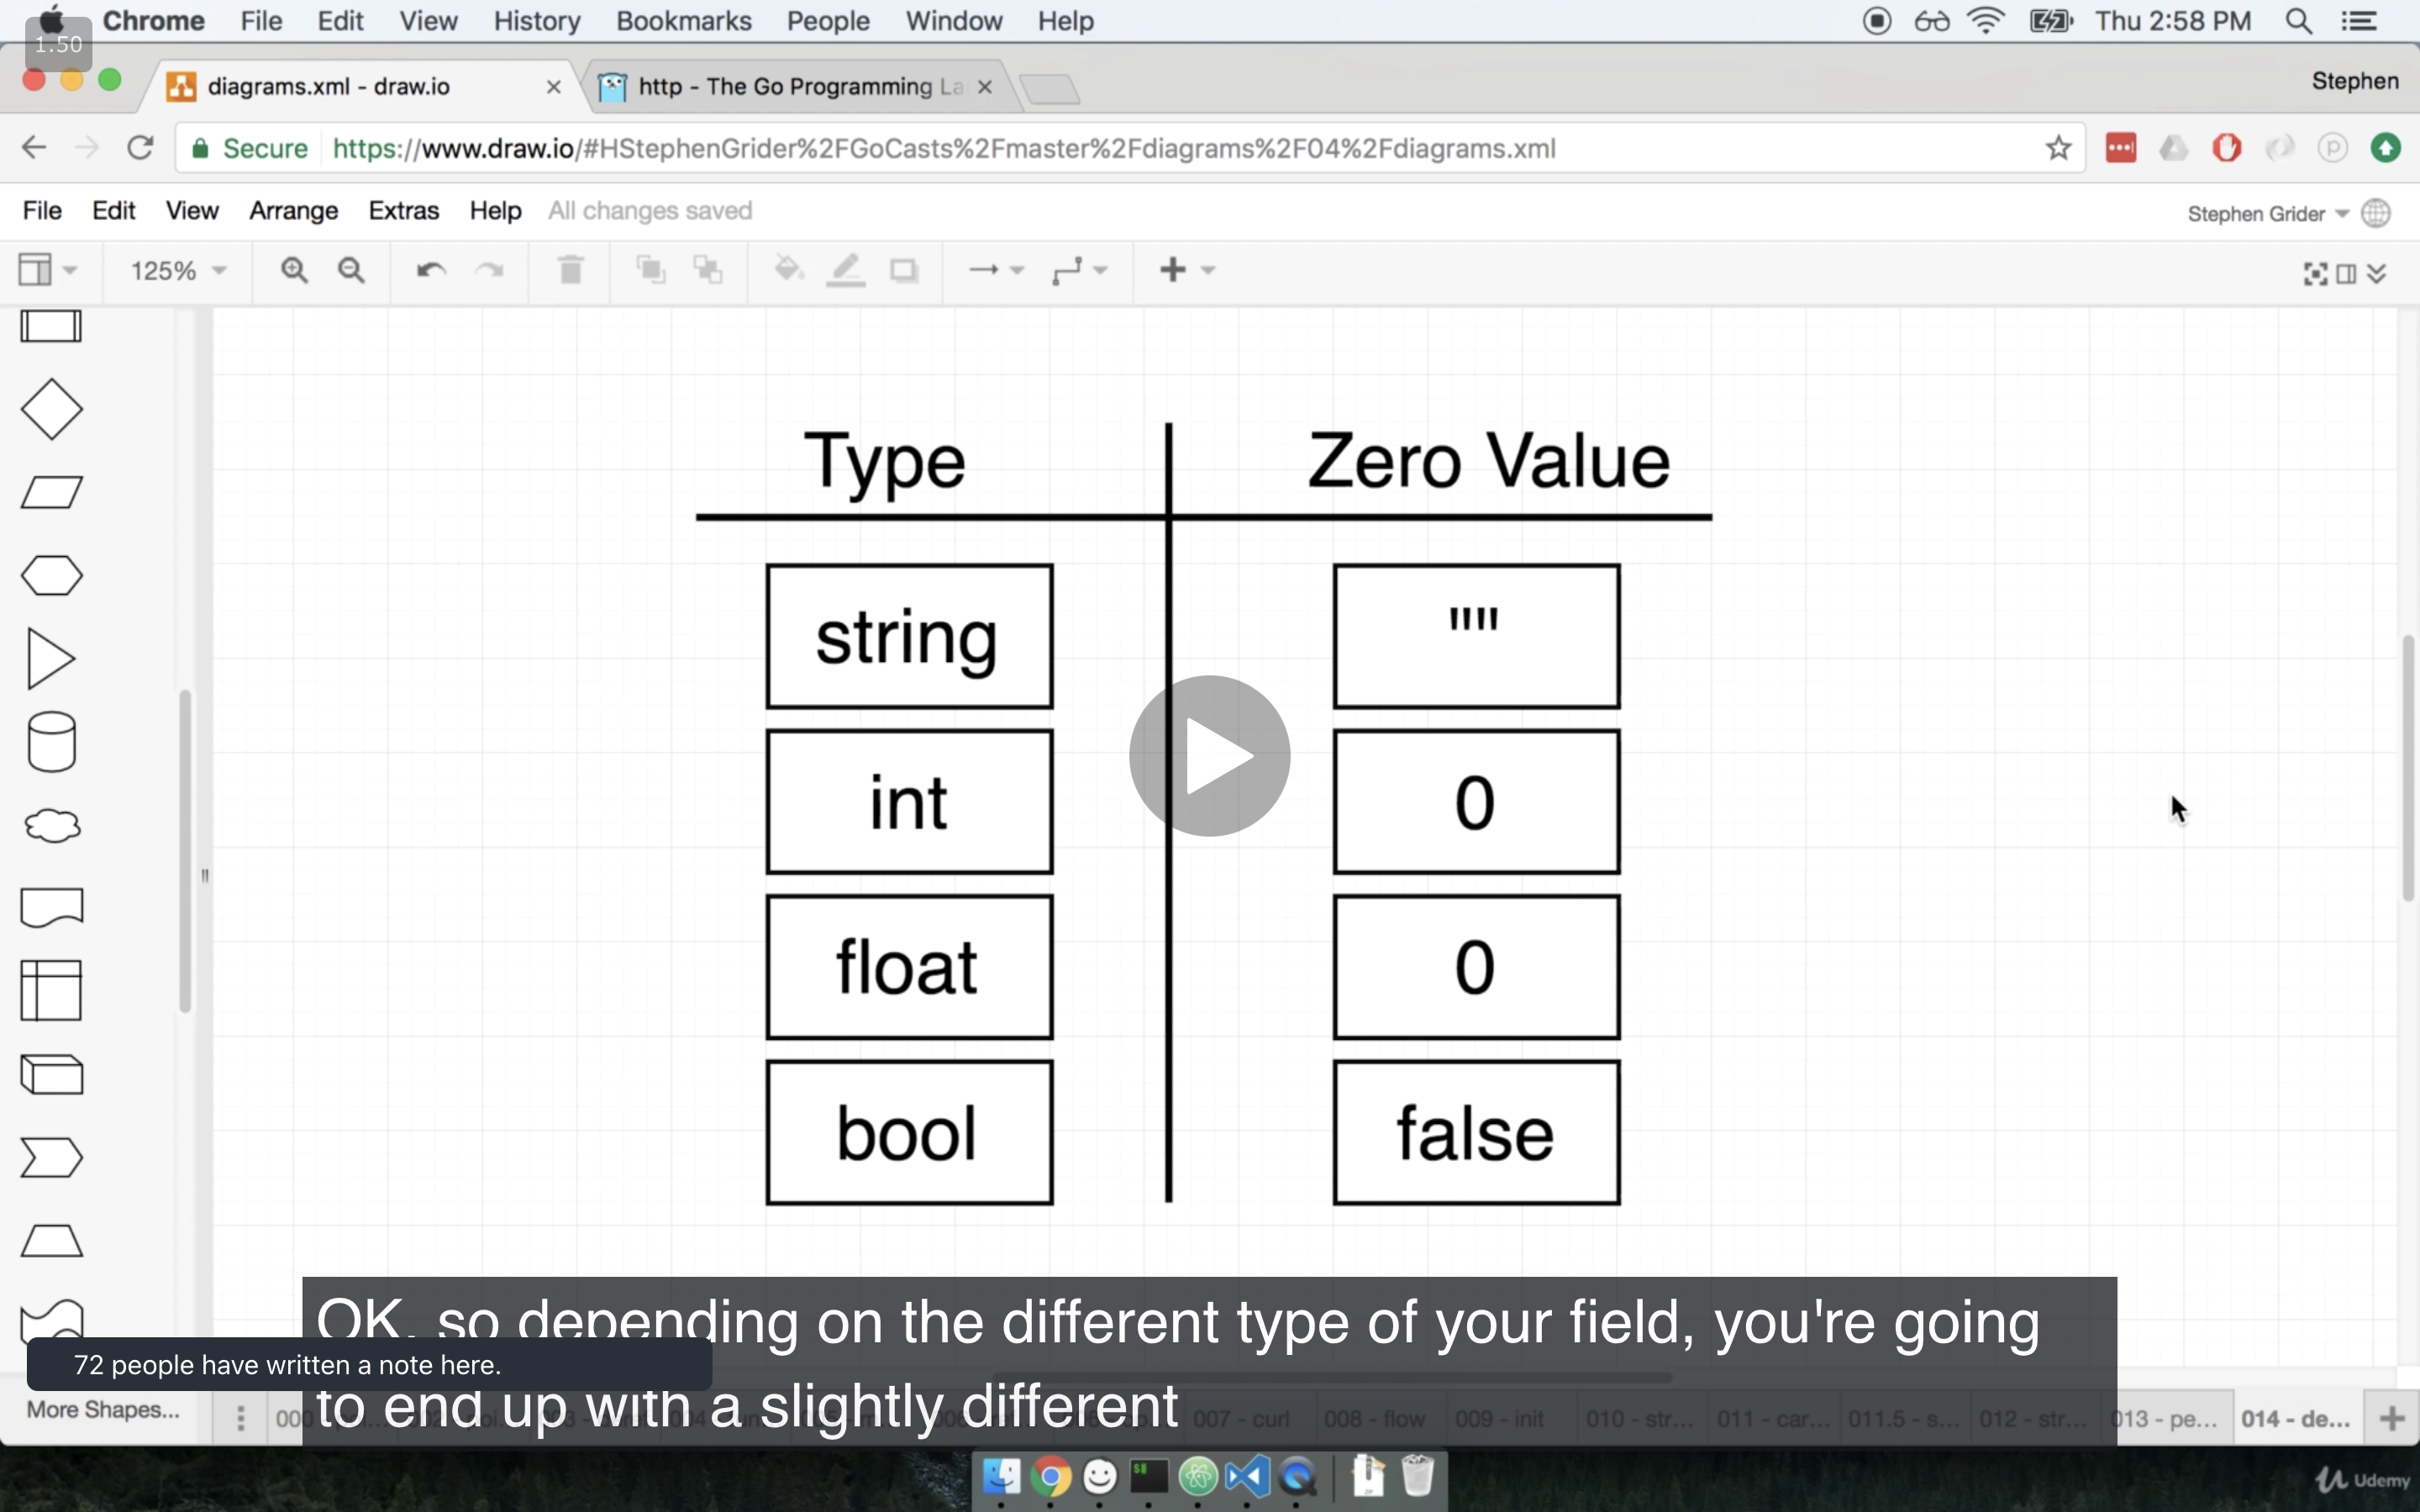 Chrome File Edit View History Bookmarks People Window Help Thu 2:58 PM
1.50
diagrams.xml - draw.io http - The Go Programming La Stephen
Secure https://www.draw.io/#HStephenGrider%2FGoCasts%2Fmaster%2Fdiagrams%2F04%2Fdiagrams.xml
File Edit View Arrange Extras Help All changes saved Stephen Grider
125%
Type Zero Value
string ""
int 0
float 0
bool false
OK, so depending on the different type of your field, you're going
72 people have written a note here.
to end up with a slightly different
More Shapes... 007 - curl 008 - flow 009 - init 010 - str... 011 - car... 011.5 - s... 012 - str... 013 - pe... 014 - de...
Udemy